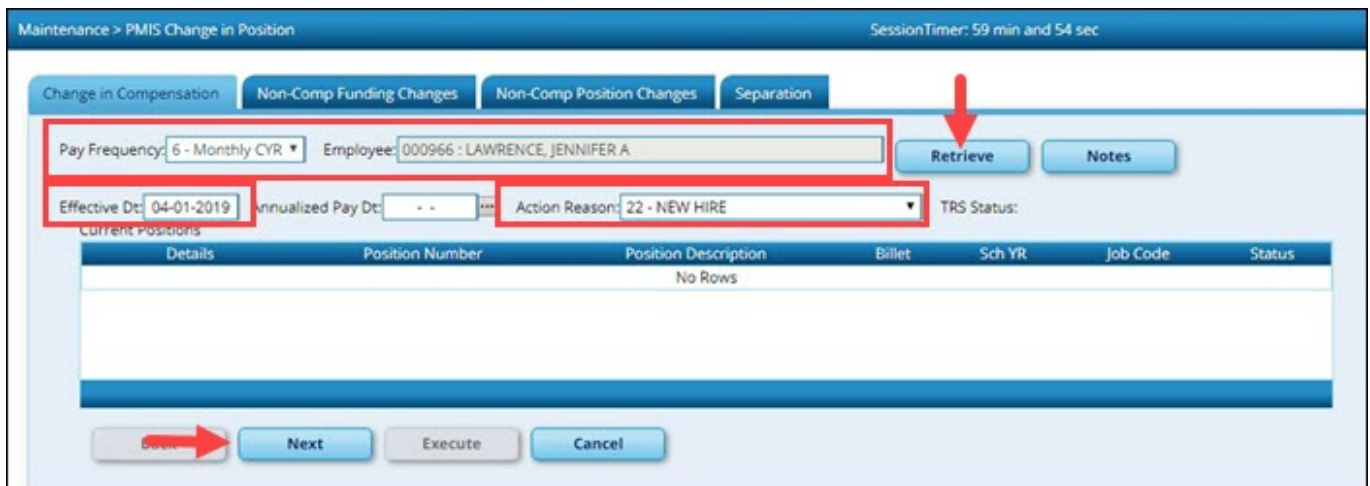 Maintenance > PMIS Change in Position SessionTimer: 59 min and 54 sec
Change in Compensation Non-Comp Funding Changes Non-Comp Position Changes Separation
Pay Frequency: 6 - Monthly CYR Employee: 000966 : LAWRENCE, JENNIFER A Retrieve Notes
Effective Dt: 04-01-2019 Annualized Pay Dt: - - ... Action Reason: 22 - NEW HIRE TRS Status:
Current Positions
Details Position Number Position Description Billet Sch YR Job Code Status
No Rows
Next Execute Cancel